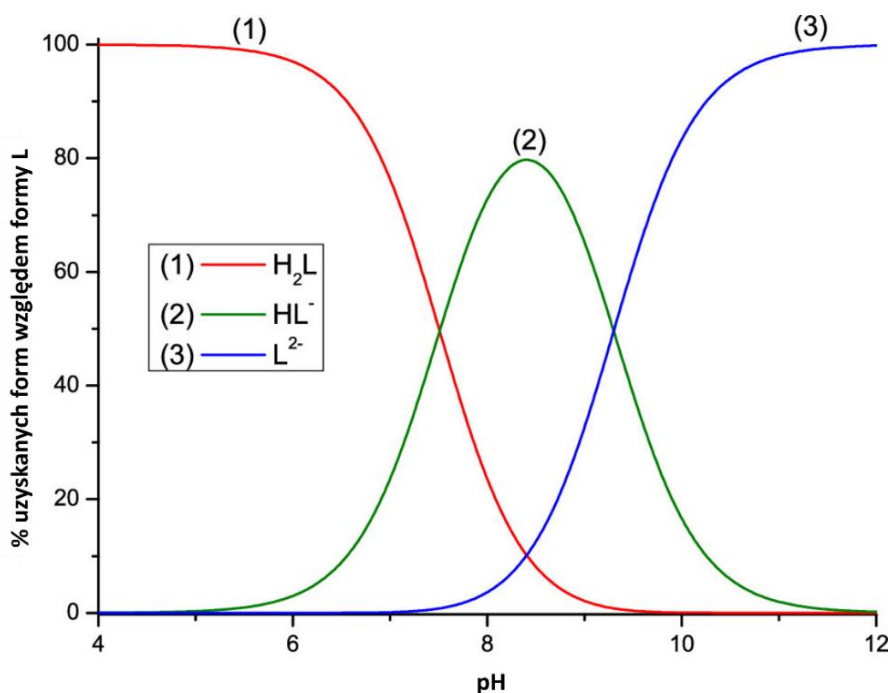 (1)
(3)
100
80
(2)
60
(1) H₂L
(2) HL⁻
(3) L²⁻
40
20
0
4
6
8
10
12
pH
% uzyskanych form względem formy L